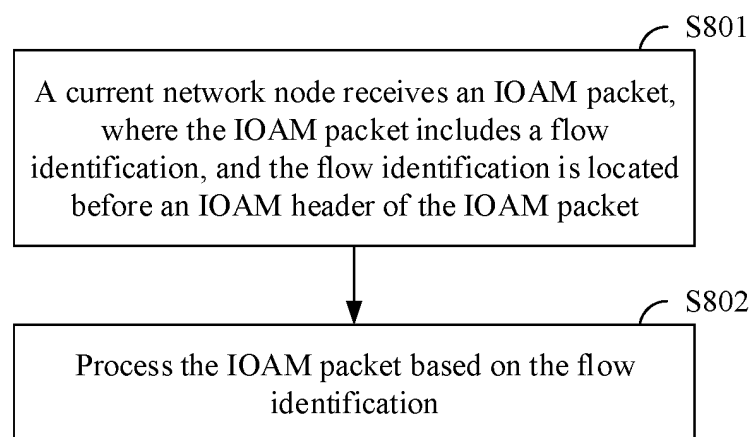 S801
A current network node receives an IOAM packet,
where the IOAM packet includes a flow
identification, and the flow identification is located
before an IOAM header of the IOAM packet
S802
Process the IOAM packet based on the flow
identification